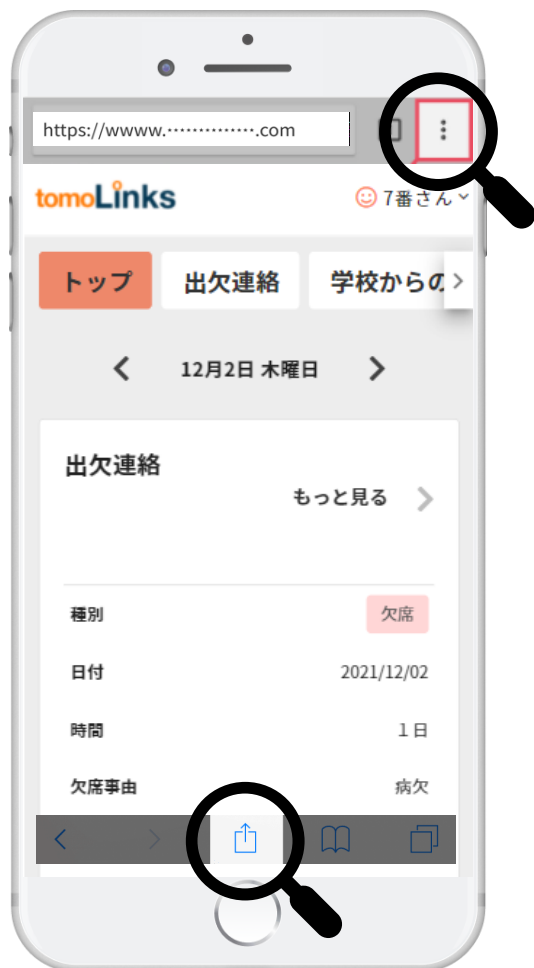 https://wwww.··············.com
tomoLinks
7番さん
トップ 出欠連絡 学校からの
12月2日 木曜日
出欠連絡
もっと見る
種別 欠席
日付 2021/12/02
時間 1日
欠席事由 病欠